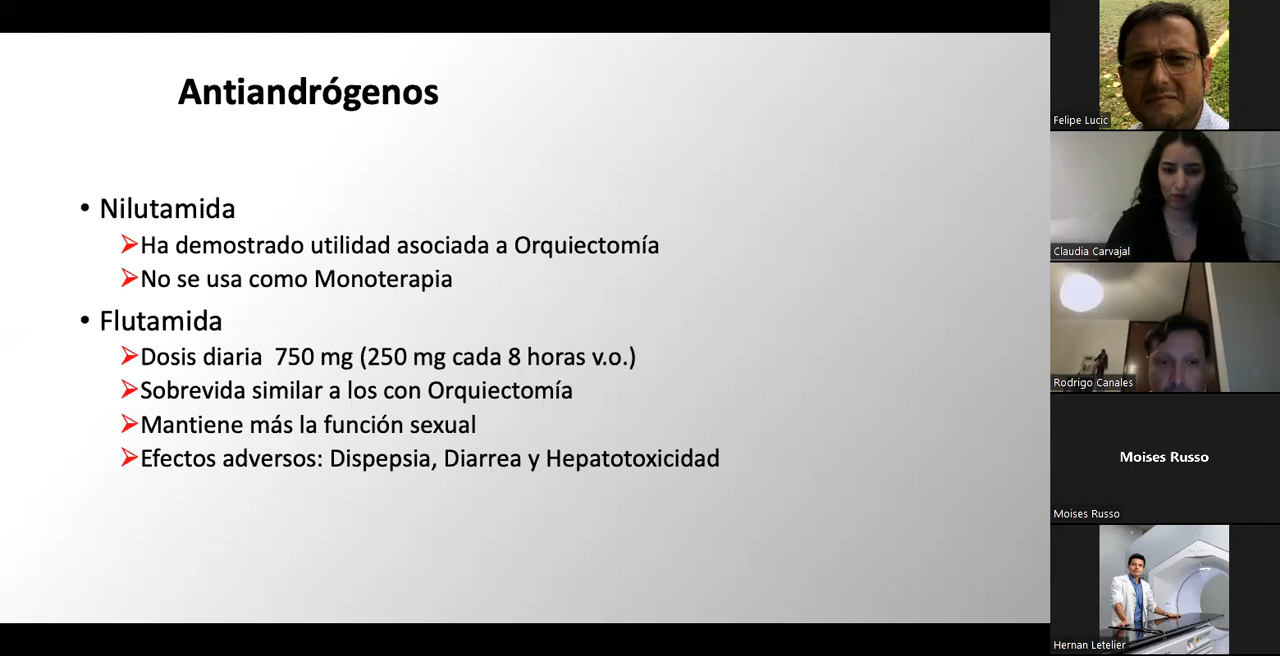 Antiandrógenos
• Nilutamida
➢Ha demostrado utilidad asociada a Orquiectomía
➢No se usa como Monoterapia
• Flutamida
➢Dosis diaria  750 mg (250 mg cada 8 horas v.o.)
➢Sobrevida similar a los con Orquiectomía
➢Mantiene más la función sexual
➢Efectos adversos: Dispepsia, Diarrea y Hepatotoxicidad
Felipe Lucic
Claudia Carvajal
Rodrigo Canales
Moises Russo
Moises Russo
Hernan Letelier